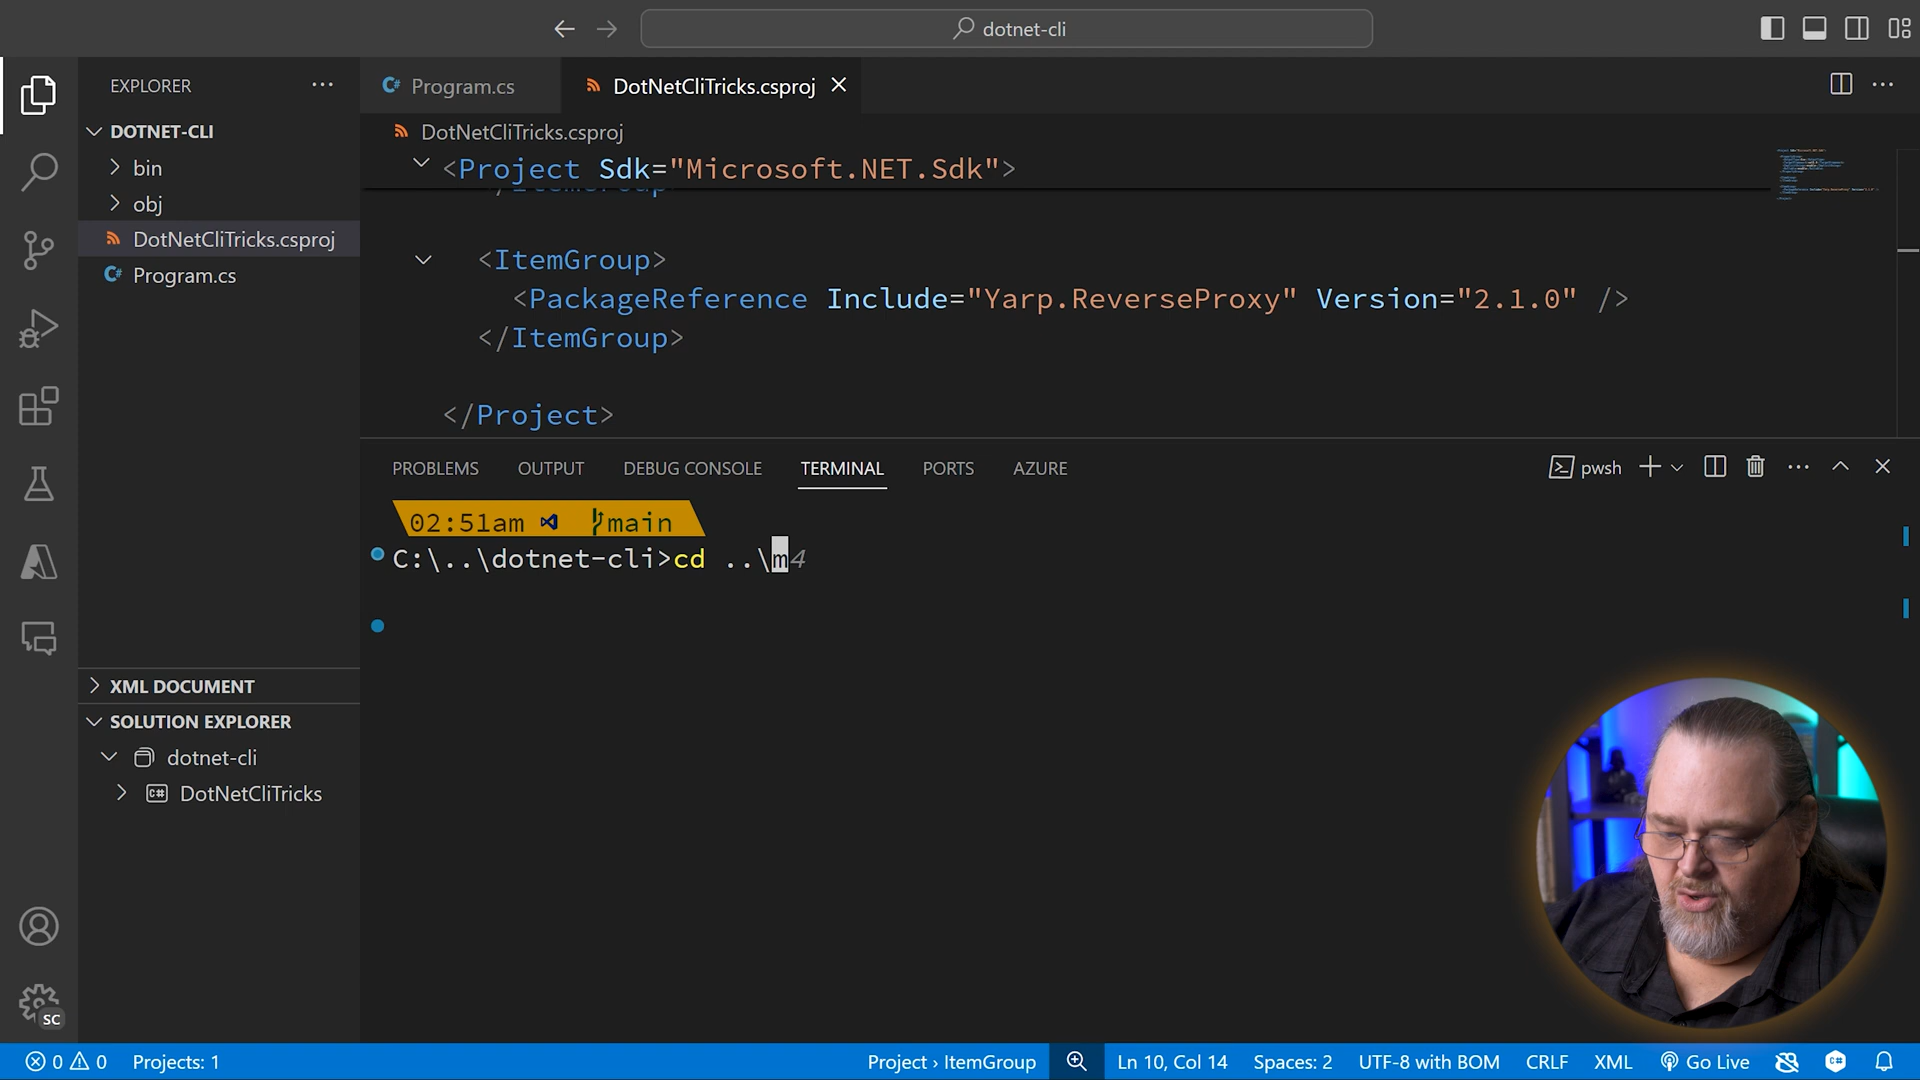 dotnet-cli
EXPLORER
DOTNET-CLI
bin
obj
DotNetCliTricks.csproj
Program.cs
XML DOCUMENT
SOLUTION EXPLORER
dotnet-cli
DotNetCliTricks
SC
Program.cs
DotNetCliTricks.csproj
DotNetCliTricks.csproj
<Project Sdk="Microsoft.NET.Sdk">
</ItemGroup>
<ItemGroup>
<PackageReference Include="Yarp.ReverseProxy" Version="2.1.0" />
</ItemGroup>
</Project>
PROBLEMS OUTPUT DEBUG CONSOLE TERMINAL PORTS AZURE
pwsh
02:51am main
C:\..\dotnet-cli>cd ..\m4
0 0 Projects: 1 Project › ItemGroup Ln 10, Col 14 Spaces: 2 UTF-8 with BOM CRLF XML Go Live